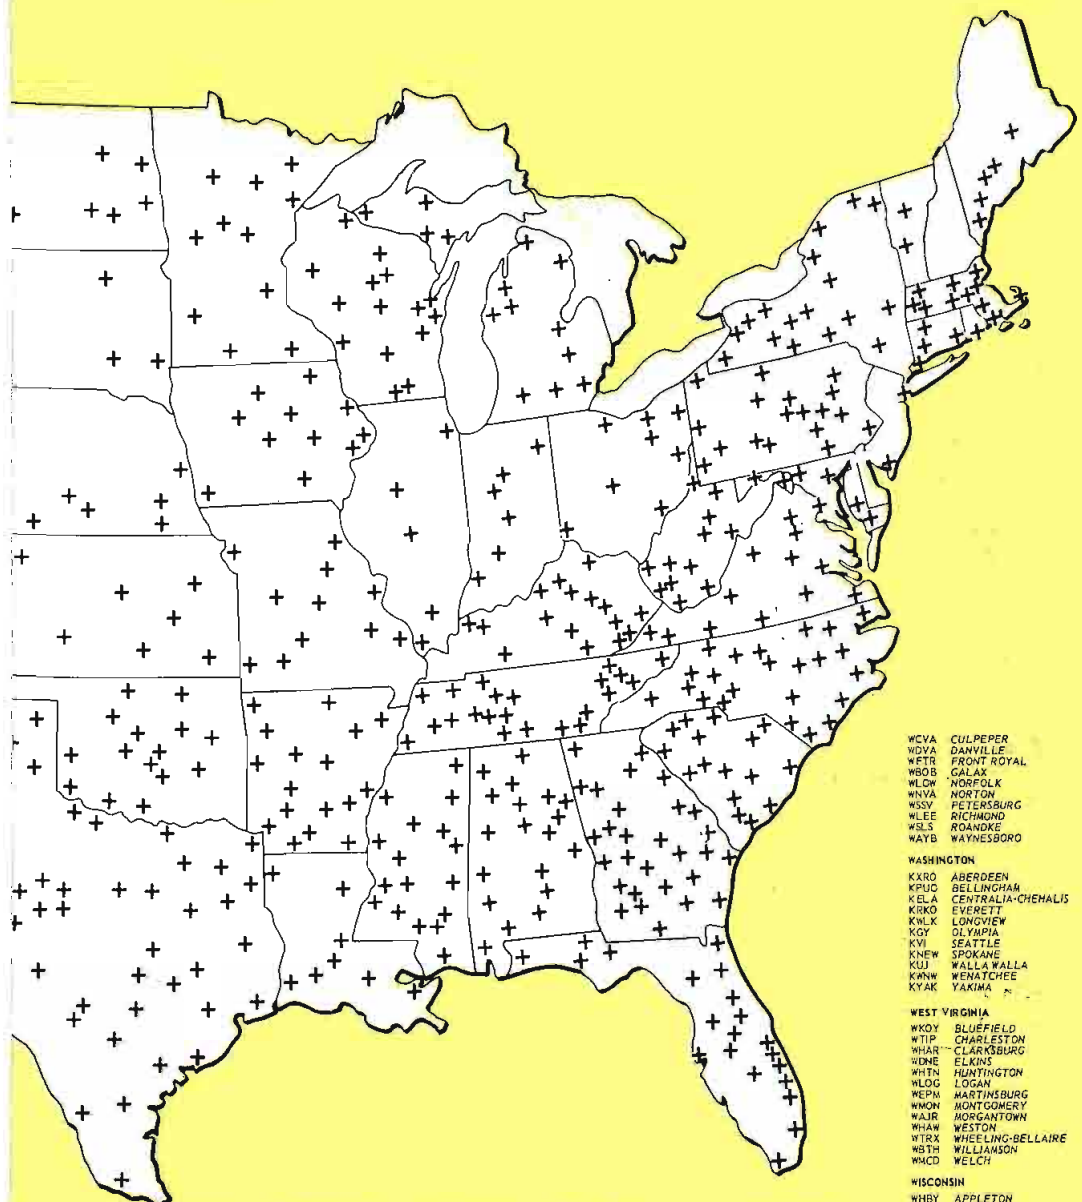 WCVA CULPEPER
WDVA DANVILLE
WFTR FRONT ROYAL
WBOB GALAX
WLOW NORFOLK
WNVA NORTON
WSSV PETERSBURG
WLEE RICHMOND
WSLS ROANOKE
WAYB WAYNESBORO
WASHINGTON
KXRO ABERDEEN
KPUG BELLINGHAM
KELA CENTRALIA-CHEHALIS
KRKO EVERETT
KWLK LONGVIEW
KGY OLYMPIA
KVI SEATTLE
KNEW SPOKANE
KUJ WALLA WALLA
KWNW WENATCHEE
KYAK YAKIMA
WEST VIRGINIA
WKOY BLUEFIELD
WTIP CHARLESTON
WHAR CLARKSBURG
WDNE ELKINS
WHTN HUNTINGTON
WLOG LOGAN
WEPM MARTINSBURG
WMON MONTGOMERY
WAJR MORGANTOWN
WHAW WESTON
WTRX WHEELING-BELLAIRE
WBTH WILLIAMSON
WMCD WELCH
WISCONSIN
WHBY APPLETON